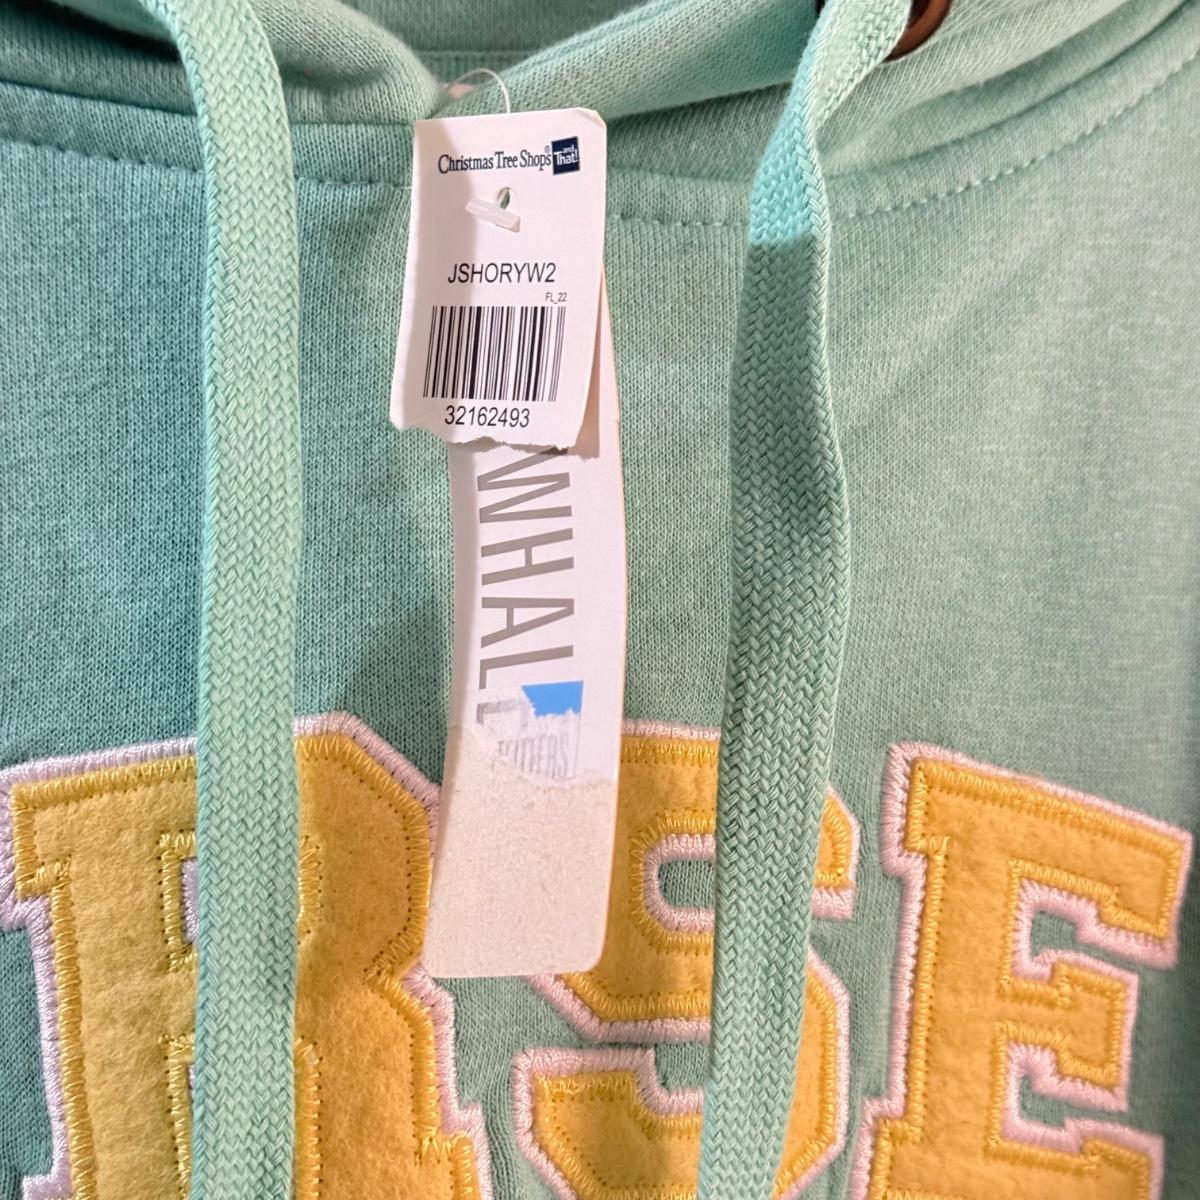 Christmas Tree Shops® and That!
JSHORYW2
FL_22
32162493
WHAL
RSE